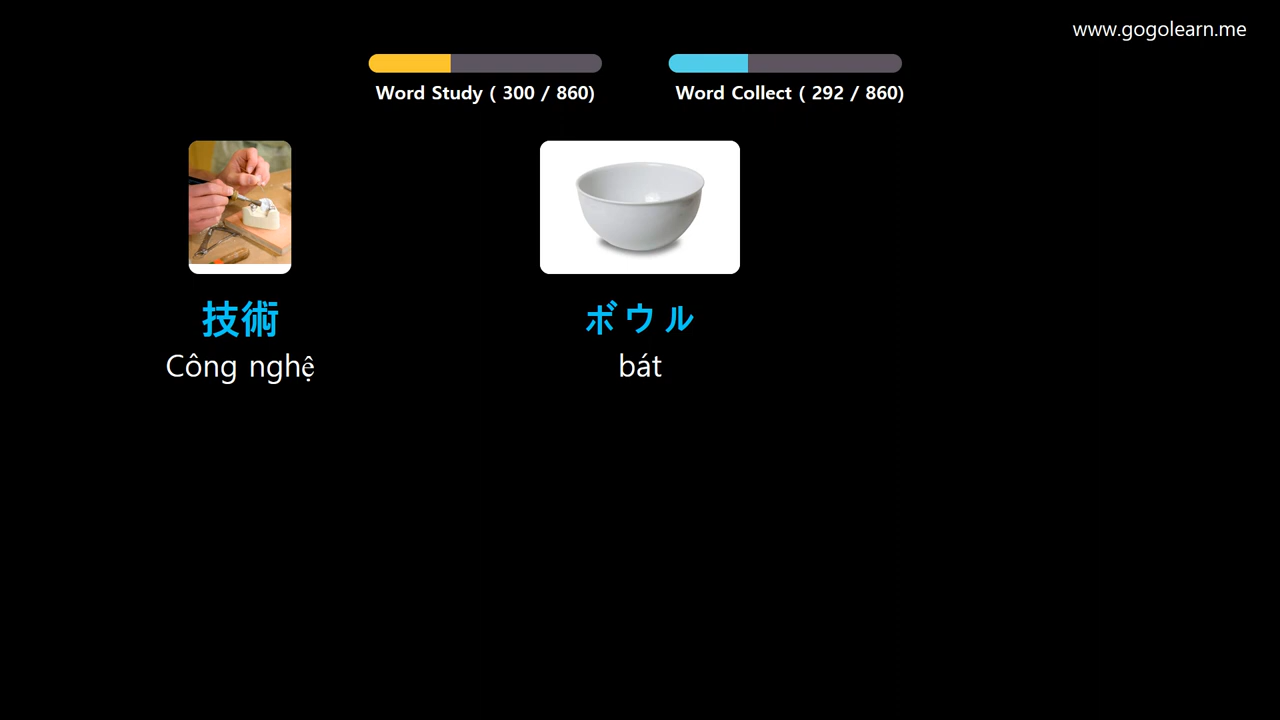 www.gogolearn.me
Word Study ( 300 / 860)
Word Collect ( 292 / 860)
技術
Công nghệ
ボウル
bát